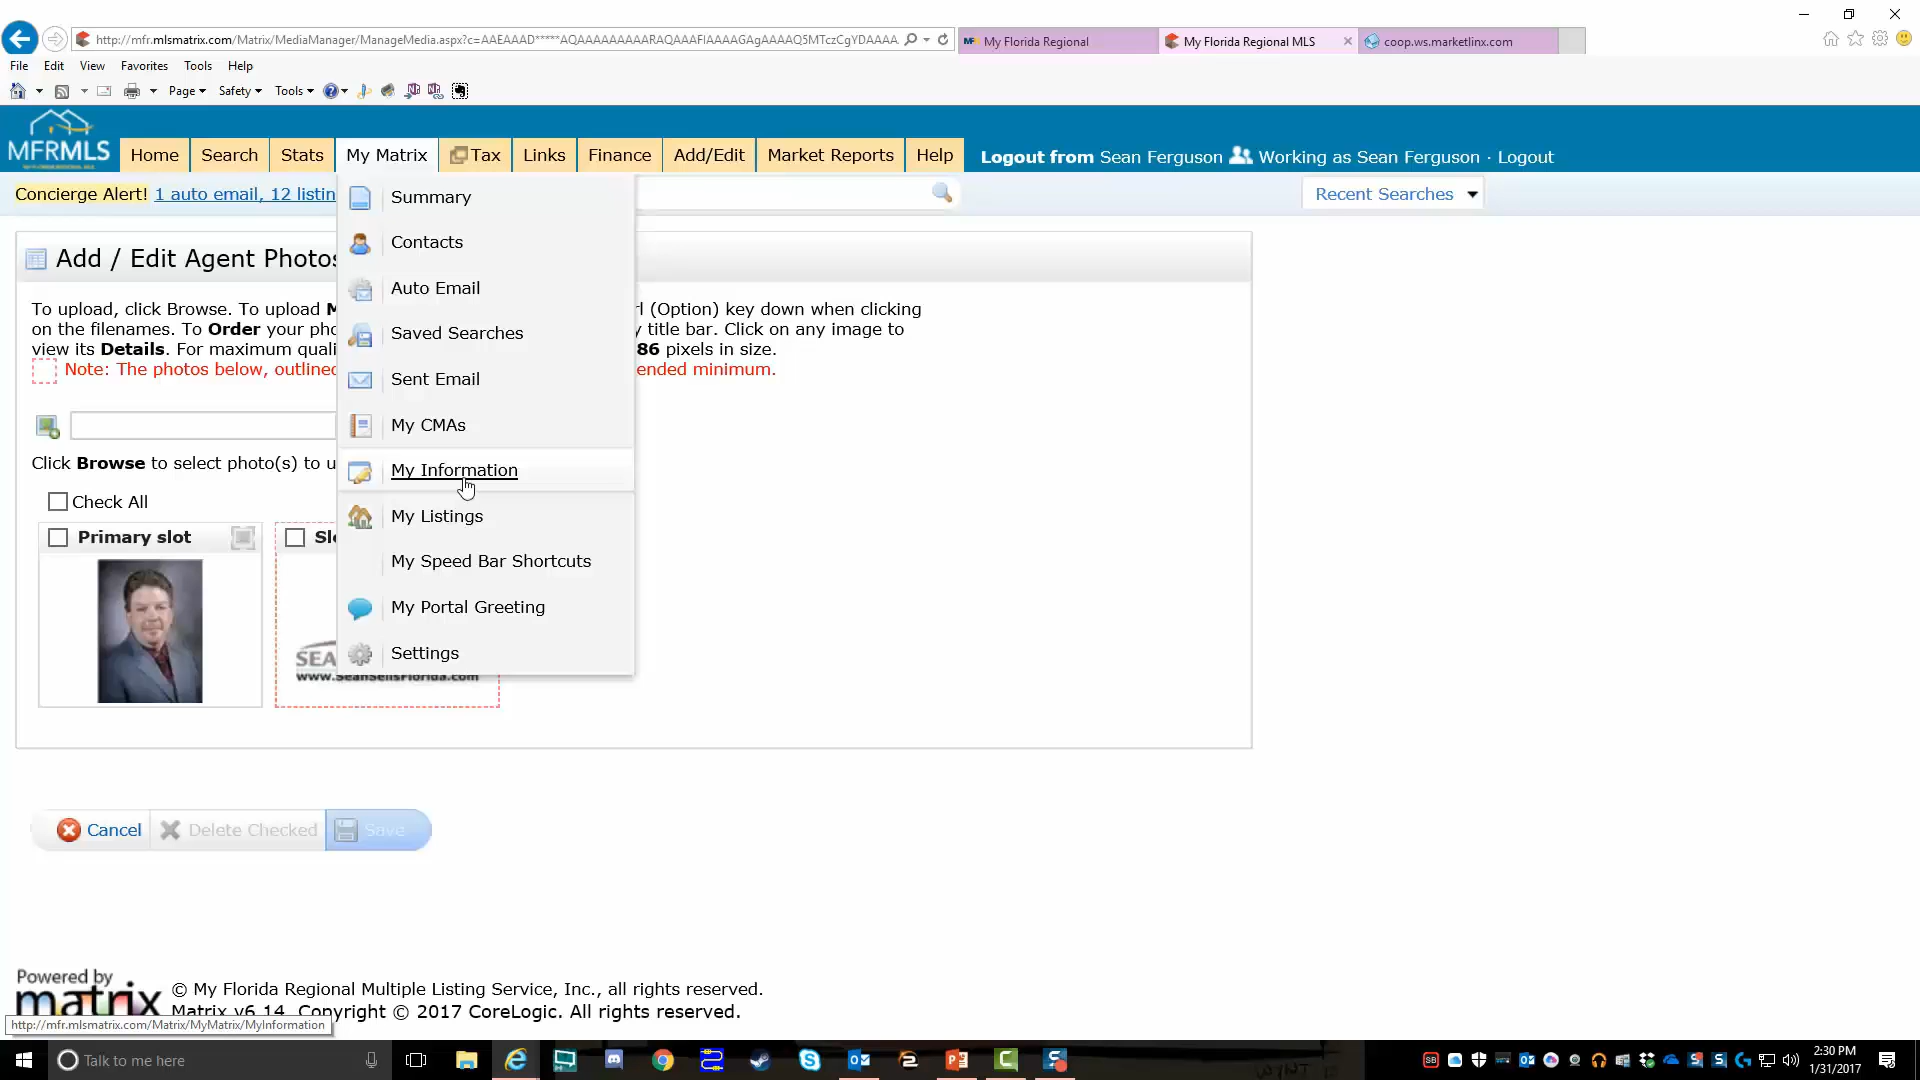 http://mfr.mlsmatrix.com/Matrix/MediaManager/ManageMedia.aspx?c=AAEAAAD*****AQAAAAAAAAARAQAAAFIAAAAGAgAAAAQ5MTczCgYDAAAA
My Florida Regional
My Florida Regional MLS
coop.ws.marketlinx.com
File Edit View Favorites Tools Help
Page Safety Tools
MFRMLS
Home Search Stats My Matrix Tax Links Finance Add/Edit Market Reports Help
Logout from Sean Ferguson Working as Sean Ferguson · Logout
Concierge Alert! 1 auto email, 12 listin
Recent Searches
Summary
Contacts
Auto Email
Saved Searches
Sent Email
My CMAs
My Information
My Listings
My Speed Bar Shortcuts
My Portal Greeting
Settings
Add / Edit Agent Photos
To upload, click Browse. To upload M rl (Option) key down when clicking
on the filenames. To Order your pho y title bar. Click on any image to
view its Details. For maximum quali 86 pixels in size.
Note: The photos below, outlined ended minimum.
Click Browse to select photo(s) to u
Check All
Primary slot
Slo
SEA
www.SeanSellsFlorida.com
Cancel Delete Checked Save
Powered by
matrix
© My Florida Regional Multiple Listing Service, Inc., all rights reserved.
Matrix v6.14. Copyright © 2017 CoreLogic. All rights reserved.
http://mfr.mlsmatrix.com/Matrix/MyMatrix/MyInformation
Talk to me here
2:30 PM
1/31/2017